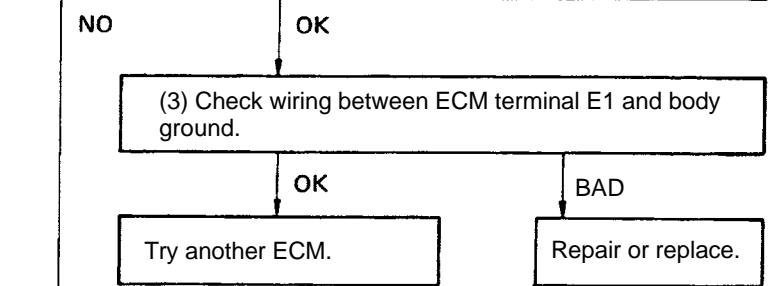 NO
OK
(3) Check wiring between ECM terminal E1 and body
ground.
OK
BAD
Try another ECM.
Repair or replace.